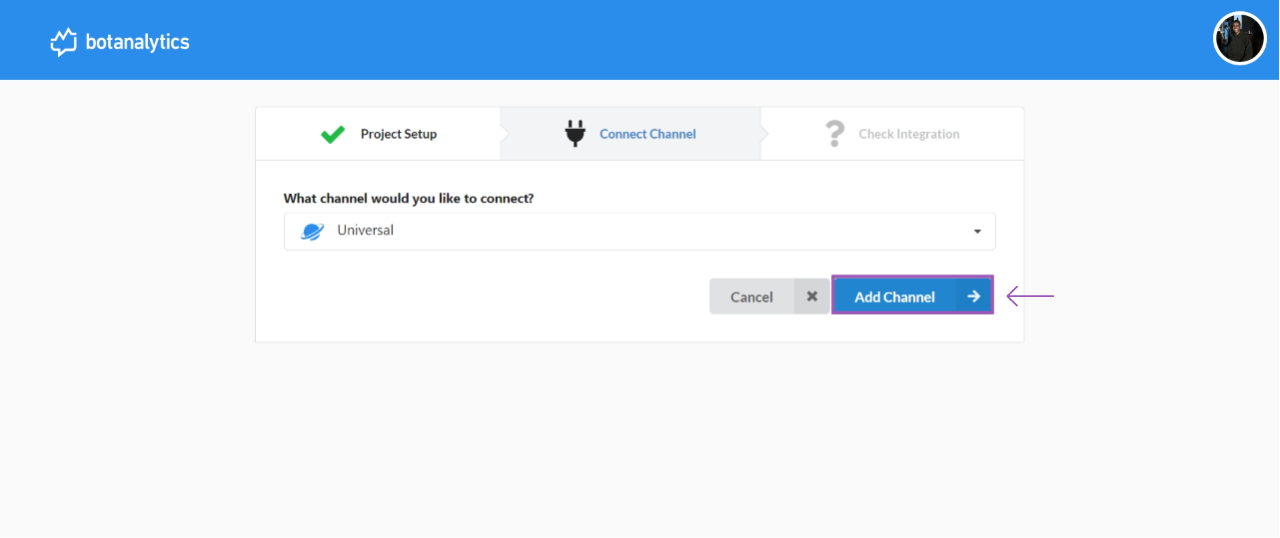 botanalytics
Project Setup
Connect Channel
Check Integration
What channel would you like to connect?
Universal
Cancel
Add Channel